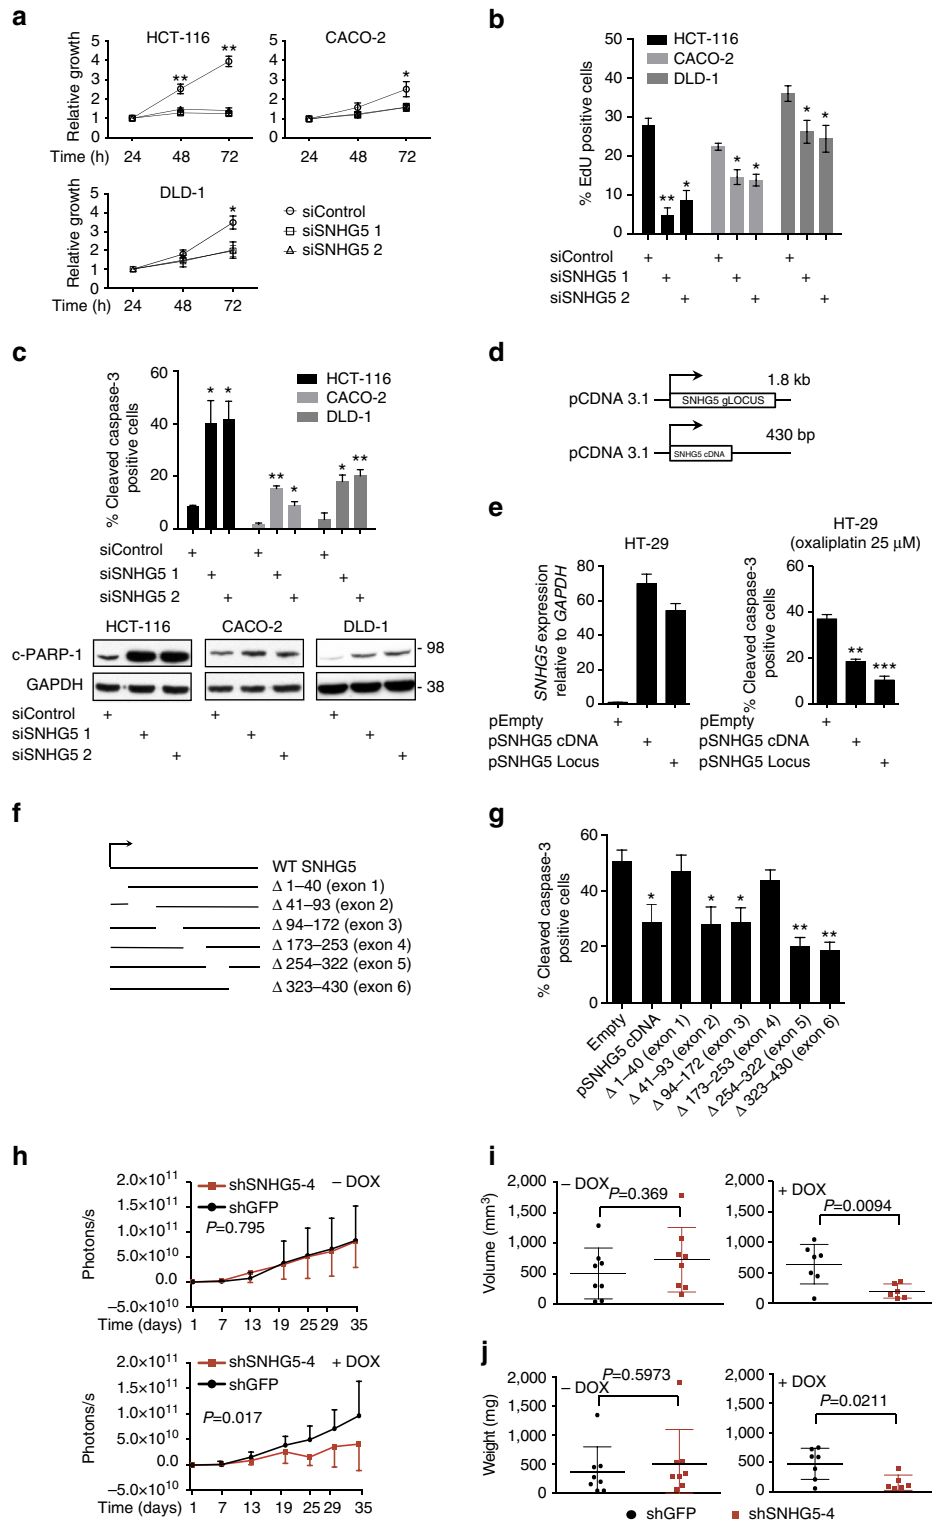 a
HCT-116
CACO-2
Relative growth
5
4
3
2
1
0
5
4
3
2
1
0
**
**
*
Time (h)
24
48
72
24
48
72
DLD-1
Relative growth
5
4
3
2
1
0
*
siControl
siSNHG5 1
siSNHG5 2
Time (h)
24
48
72
b
HCT-116
CACO-2
DLD-1
% EdU positive cells
50
40
30
20
10
0
**
*
*
*
*
*
siControl + + +
siSNHG5 1 + + +
siSNHG5 2 + + +
c
HCT-116
CACO-2
DLD-1
% Cleaved caspase-3
positive cells
60
40
20
0
*
*
**
*
*
**
siControl + + +
siSNHG5 1 + + +
siSNHG5 2 + + +
HCT-116
CACO-2
DLD-1
c-PARP-1
- 98
GAPDH
- 38
siControl + + +
siSNHG5 1 + + +
siSNHG5 2 + + +
d
pCDNA 3.1
SNHG5 gLOCUS
1.8 kb
pCDNA 3.1
SNHG5 cDNA
430 bp
e
HT-29
SNHG5 expression
relative to GAPDH
80
60
40
20
0
pEmpty +
pSNHG5 cDNA +
pSNHG5 Locus +
HT-29
(oxaliplatin 25 µM)
% Cleaved caspase-3
positive cells
60
40
20
0
**
***
pEmpty +
pSNHG5 cDNA +
pSNHG5 Locus +
f
WT SNHG5
Δ 1–40 (exon 1)
Δ 41–93 (exon 2)
Δ 94–172 (exon 3)
Δ 173–253 (exon 4)
Δ 254–322 (exon 5)
Δ 323–430 (exon 6)
g
% Cleaved caspase-3
positive cells
60
40
20
0
*
*
*
**
**
Empty
pSNHG5 cDNA
Δ 1–40 (exon 1)
Δ 41–93 (exon 2)
Δ 94–172 (exon 3)
Δ 173–253 (exon 4)
Δ 254–322 (exon 5)
Δ 323–430 (exon 6)
h
Photons/s
2.0×10¹¹
1.0×10¹¹
1.0×10¹¹
5.0×10¹⁰
0.0
–5.0×10¹⁰
shSNHG5-4
– DOX
shGFP
P=0.795
Time (days)
1
7
13
19
25
29
35
Photons/s
2.0×10¹¹
1.0×10¹¹
1.0×10¹¹
5.0×10¹⁰
0.0
–5.0×10¹⁰
shSNHG5-4
+ DOX
shGFP
P=0.017
Time (days)
1
7
13
19
25
29
35
i
Volume (mm³)
2,000
1,500
1,000
500
0
– DOX
P=0.369
2,000
1,500
1,000
500
0
+ DOX
P=0.0094
j
Weight (mg)
2,000
1,500
1,000
500
0
– DOX
P=0.5973
2,000
1,500
1,000
500
0
+ DOX
P=0.0211
shGFP
shSNHG5-4